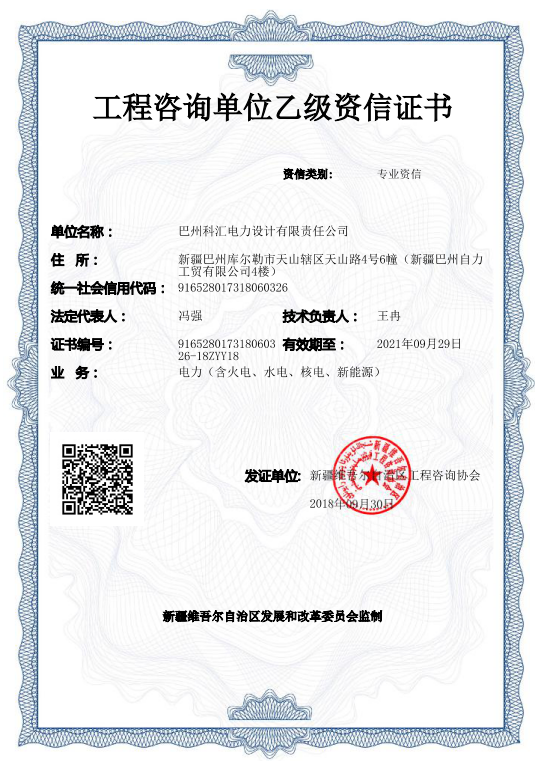 工程咨询单位乙级资信证书
资信类别： 专业资信
单位名称： 巴州科汇电力设计有限责任公司
住 所： 新疆巴州库尔勒市天山辖区天山路4号6幢（新疆巴州自力
工贸有限公司4楼）
统一社会信用代码： 916528017318060326
法定代表人： 冯强 技术负责人： 王冉
证书编号： 9165280173180603 有效期至： 2021年09月29日
26-18ZYY18
业 务： 电力（含火电、水电、核电、新能源）
发证单位: 新疆维吾尔自治区工程咨询协会
2018年09月30日
新疆维吾尔自治区发展和改革委员会监制